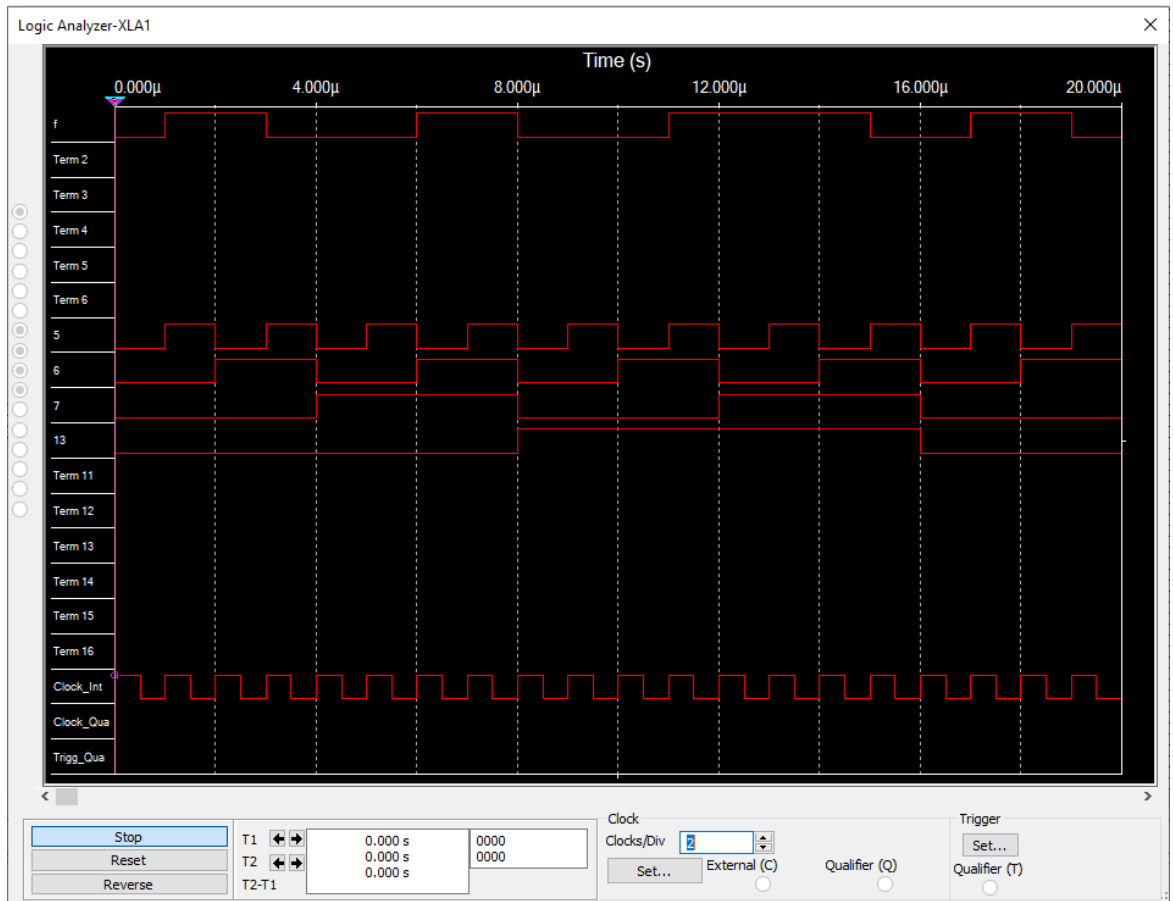 Logic Analyzer-XLA1
Time (s)
0.000µ 4.000µ 8.000µ 12.000µ 16.000µ 20.000µ
f
Term 2
Term 3
Term 4
Term 5
Term 6
5
6
7
13
Term 11
Term 12
Term 13
Term 14
Term 15
Term 16
Clock_Int
Clock_Qua
Trigg_Qua
Stop
Reset
Reverse
T1 0.000 s 0000
T2 0.000 s 0000
T2-T1 0.000 s
Clock
Clocks/Div 2
Set... External (C) Qualifier (Q)
Trigger
Set...
Qualifier (T)